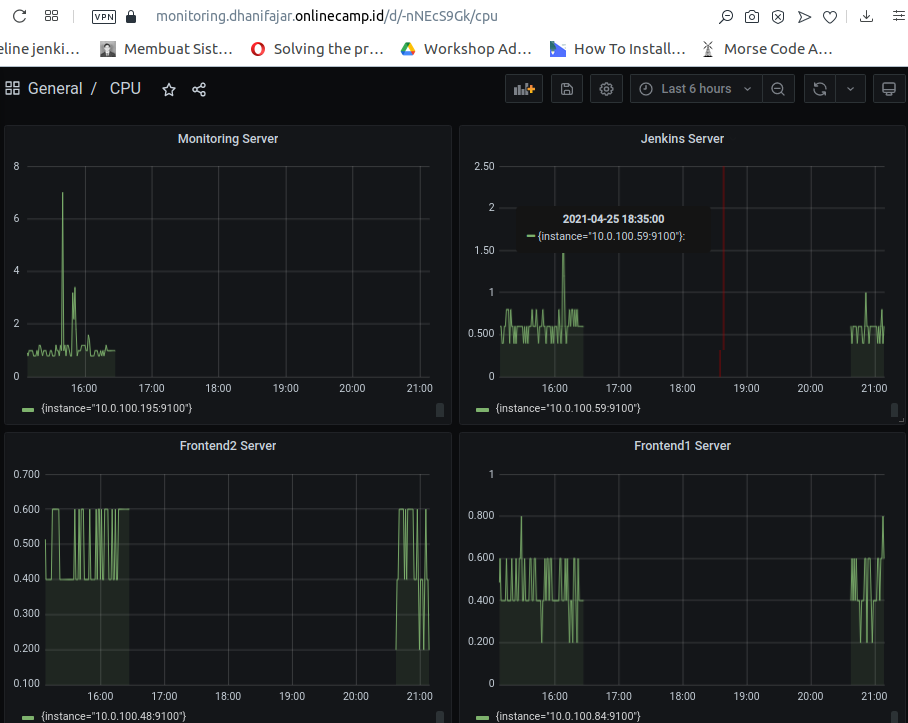 VPN monitoring.dhanifajar.onlinecamp.id/d/-nNEcS9Gk/cpu
eline jenki... Membuat Sist... Solving the pr... Workshop Ad... How To Install... Morse Code A...
General / CPU Last 6 hours
Monitoring Server
8
6
4
2
0
16:00 17:00 18:00 19:00 20:00 21:00
{instance="10.0.100.195:9100"}
Jenkins Server
2.50
2
1.50
1
0.500
0
2021-04-25 18:35:00
{instance="10.0.100.59:9100"}:
16:00 17:00 18:00 19:00 20:00 21:00
{instance="10.0.100.59:9100"}
Frontend2 Server
0.700
0.600
0.500
0.400
0.300
0.200
0.100
16:00 17:00 18:00 19:00 20:00 21:00
{instance="10.0.100.48:9100"}
Frontend1 Server
1
0.800
0.600
0.400
0.200
0
16:00 17:00 18:00 19:00 20:00 21:00
{instance="10.0.100.84:9100"}